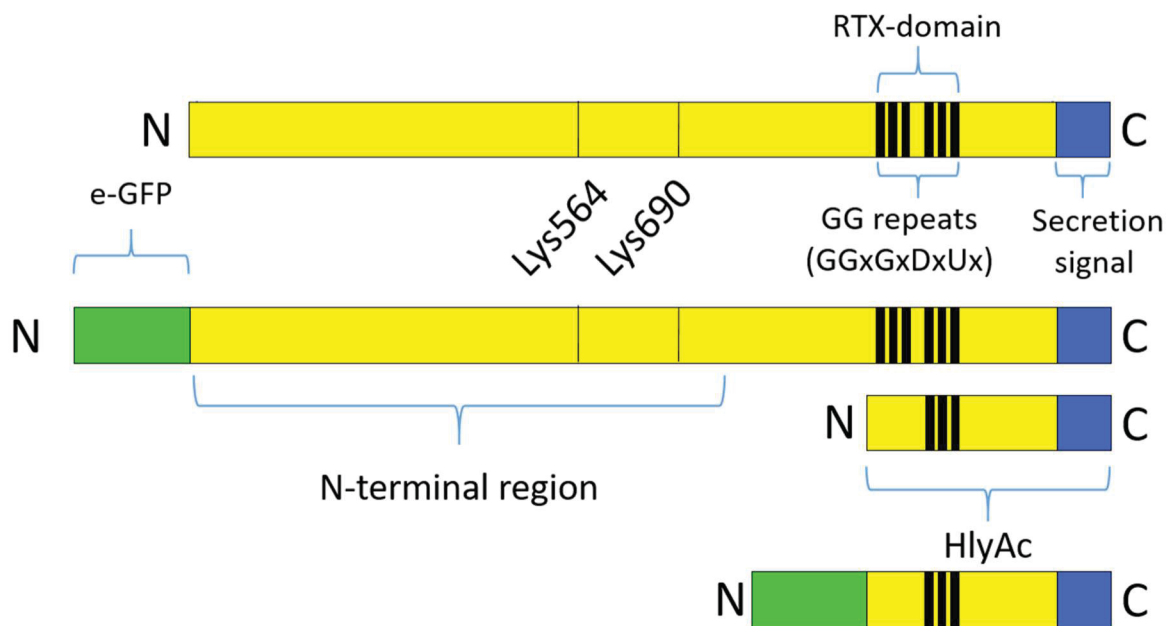 RTX-domain
N
C
e-GFP
Lys564
Lys690
GG repeats
(GGxGxDxUx)
Secretion
signal
N
C
N
C
N-terminal region
HlyAc
N
C